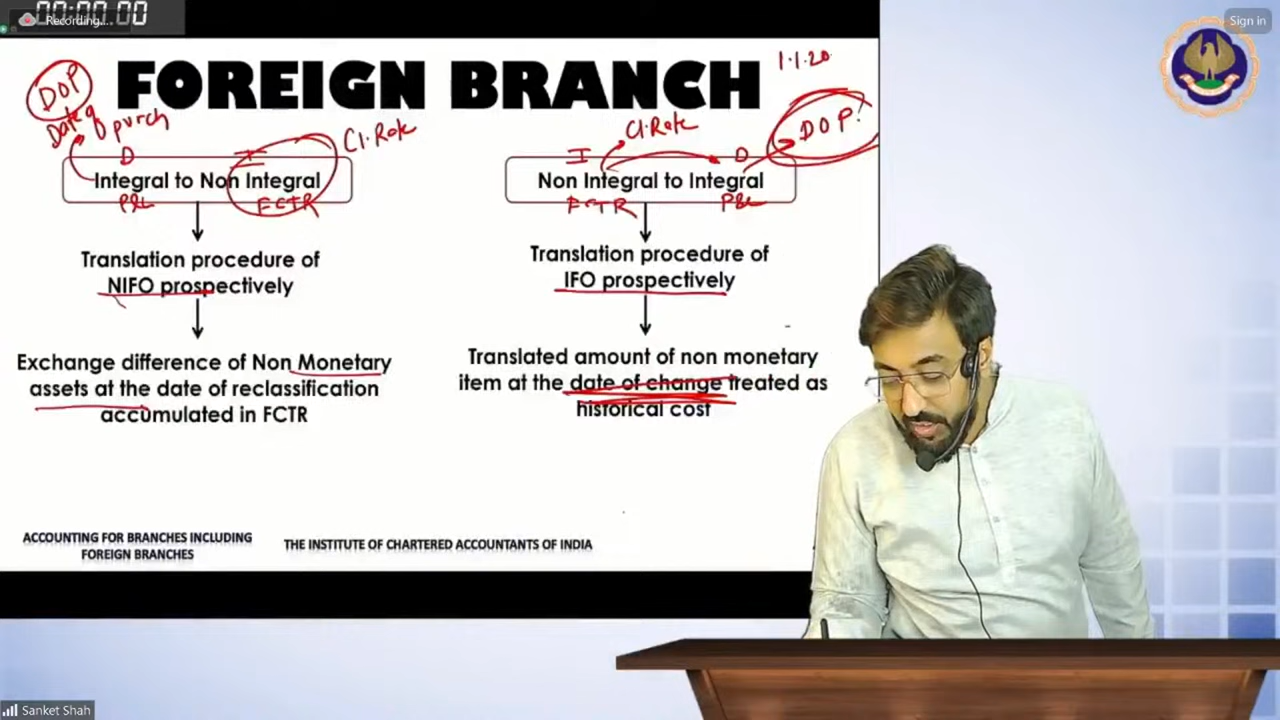 00:00:00.00
Recording...
Sign in
FOREIGN BRANCH
1.1.20
DOP
Date of purch
Cl. Rate
Cl. Rate
DOP?
D
I
I
D
Integral to Non Integral
Non Integral to Integral
P&L
FCTR
FCTR
P&L
Translation procedure of
NIFO prospectively
Translation procedure of
IFO prospectively
Exchange difference of Non Monetary
assets at the date of reclassification
accumulated in FCTR
Translated amount of non monetary
item at the date of change treated as
historical cost
ACCOUNTING FOR BRANCHES INCLUDING
FOREIGN BRANCHES
THE INSTITUTE OF CHARTERED ACCOUNTANTS OF INDIA
Sanket Shah